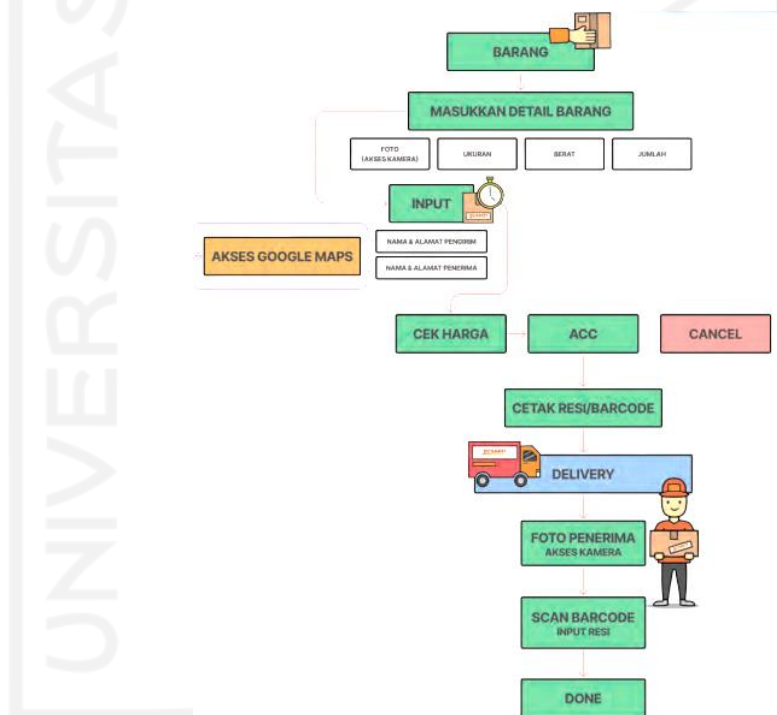 UNIVERSITAS
BARANG
MASUKKAN DETAIL BARANG
FOTO
(AKSES KAMERA)
UKURAN
BERAT
JUMLAH
INPUT
NAMA & ALAMAT PENGIRIM
AKSES GOOGLE MAPS
NAMA & ALAMAT PENERIMA
CEK HARGA
ACC
CANCEL
CETAK RESI/BARCODE
DELIVERY
FOTO PENERIMA
AKSES KAMERA
SCAN BARCODE
INPUT RESI
DONE